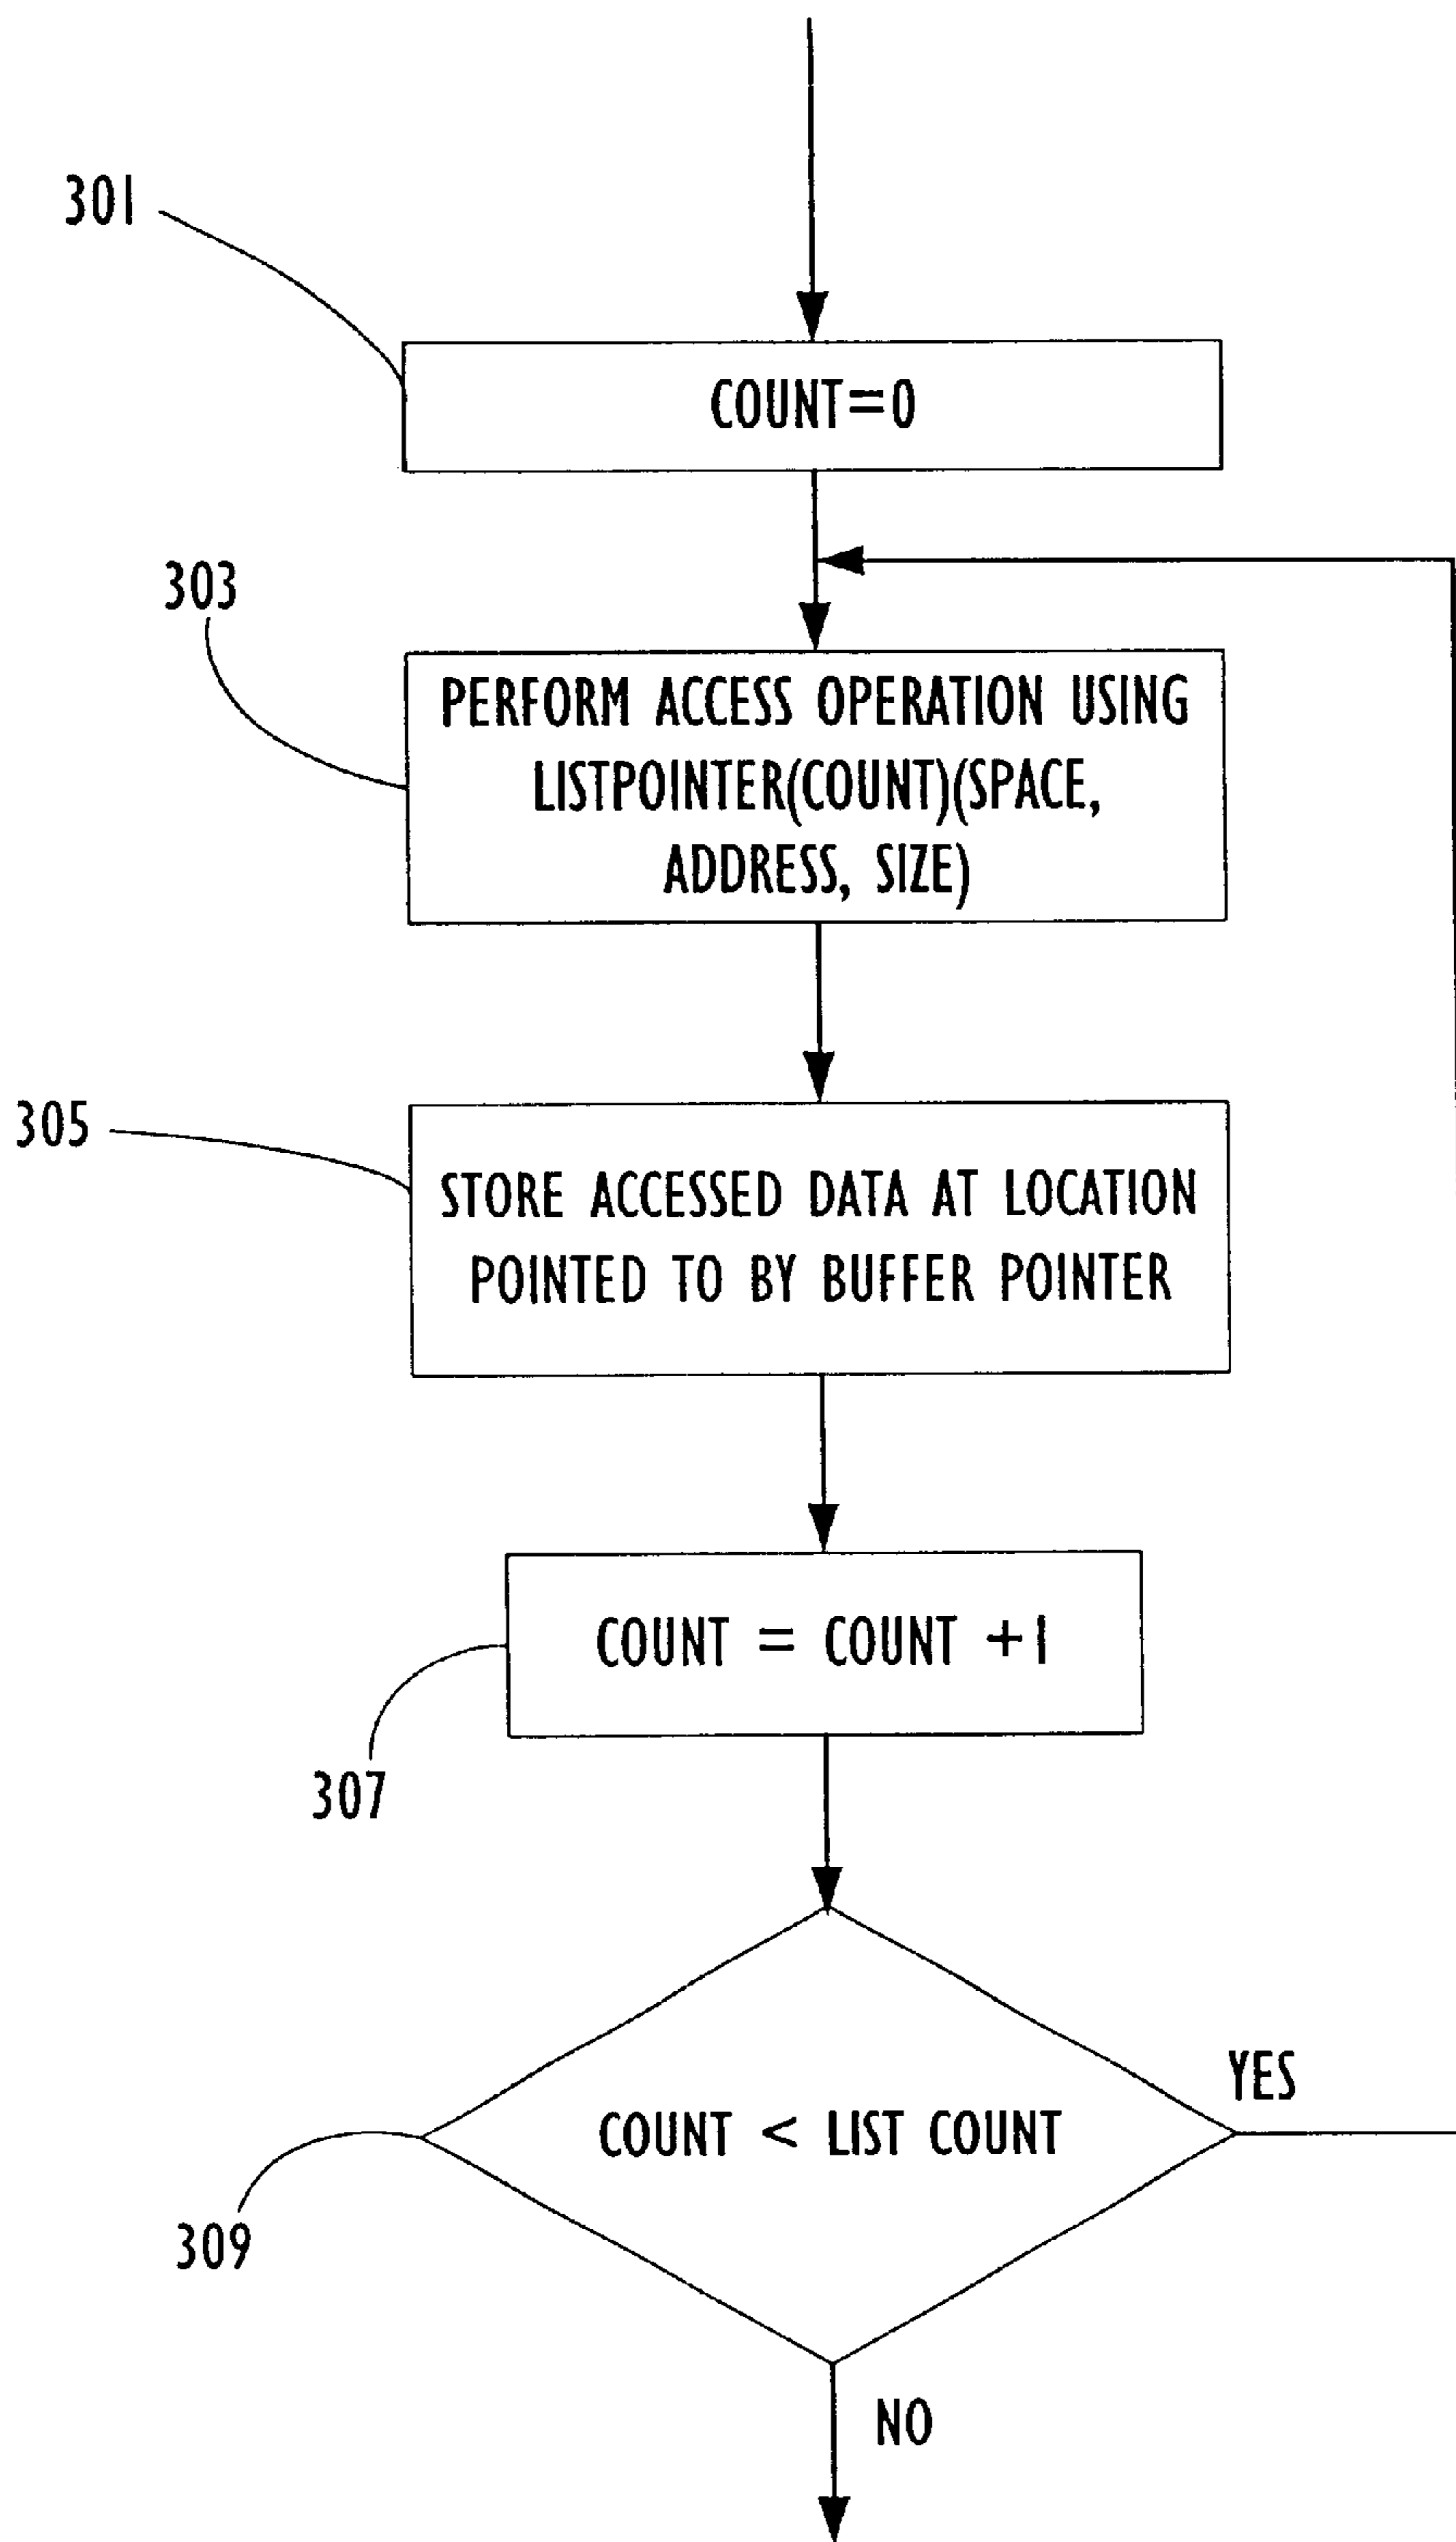 301
COUNT=0
303
PERFORM ACCESS OPERATION USING
LISTPOINTER(COUNT)(SPACE,
ADDRESS, SIZE)
305
STORE ACCESSED DATA AT LOCATION
POINTED TO BY BUFFER POINTER
COUNT = COUNT +1
307
YES
COUNT < LIST COUNT
309
NO